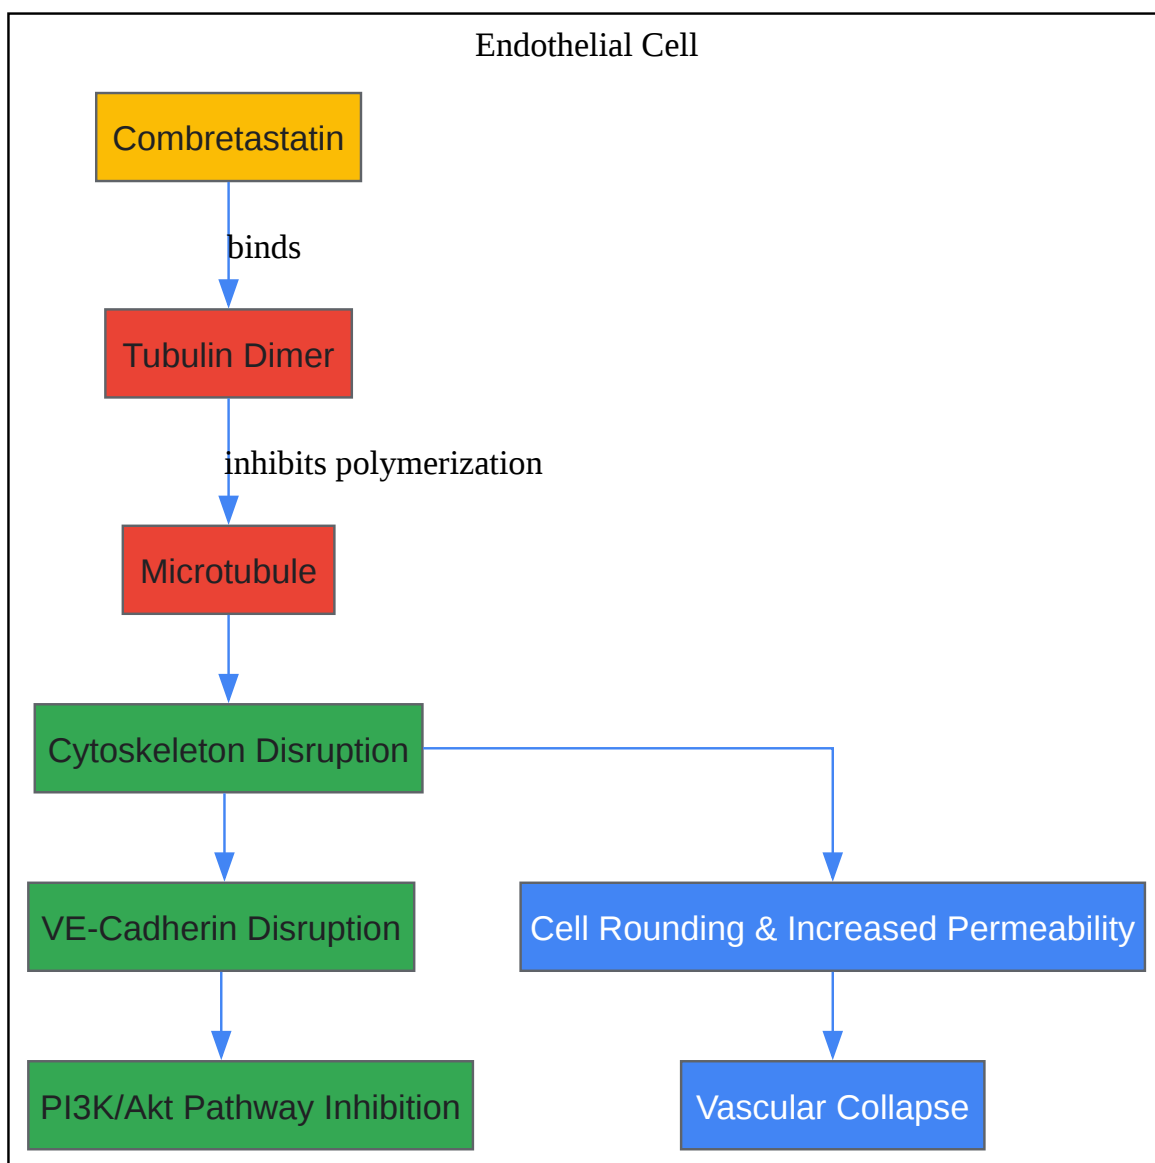 Endothelial Cell
Combretastatin
binds
Tubulin Dimer
inhibits polymerization
Microtubule
Cytoskeleton Disruption
VE-Cadherin Disruption
Cell Rounding & Increased Permeability
PI3K/Akt Pathway Inhibition
Vascular Collapse